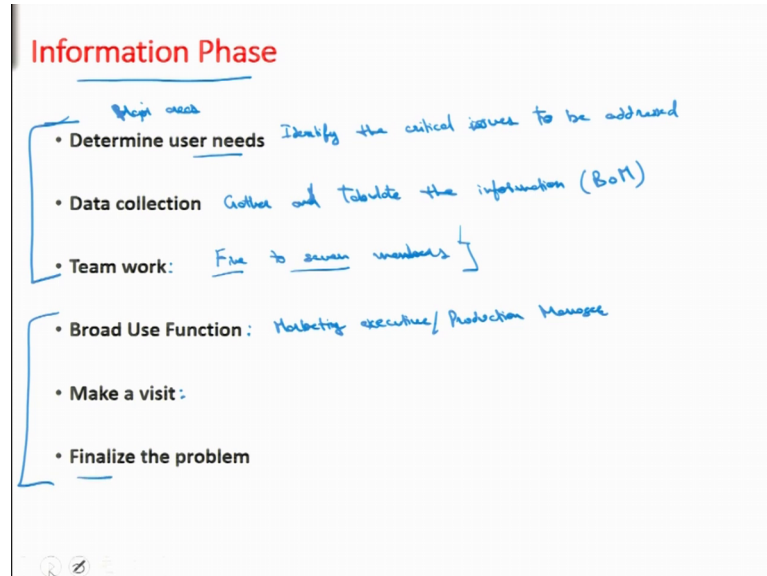 Information Phase
Major areas
• Determine user needs Identify the critical issues to be addressed
• Data collection Gather and Tabulate the information (BoM)
• Team work: Five to seven members
• Broad Use Function: Marketing executive/ Production Manager
• Make a visit:
• Finalize the problem